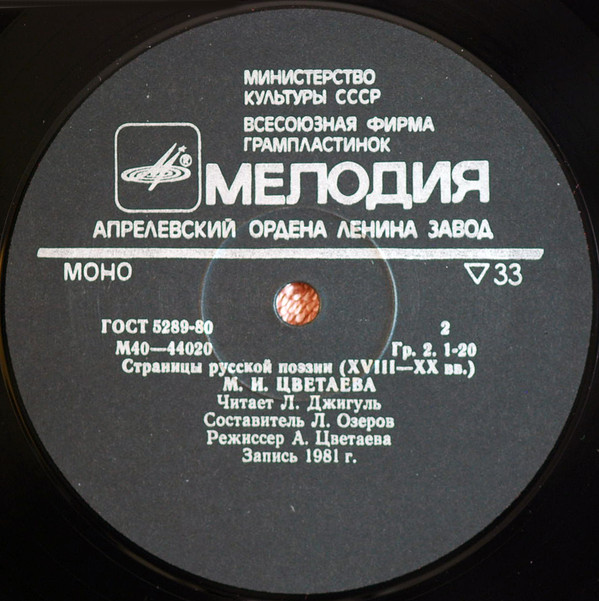 МИНИСТЕРСТВО
КУЛЬТУРЫ СССР
ВСЕСОЮЗНАЯ ФИРМА
ГРАМПЛАСТИНОК
®
МЕЛОДИЯ
АПРЕЛЕВСКИЙ ОРДЕНА ЛЕНИНА ЗАВОД
МОНО ▽ 33
ГОСТ 5289-80 2
М40—44020 Гр. 2. 1-20
Страницы русской поэзии (XVIII—XX вв.)
М. И. ЦВЕТАЕВА
Читает Л. Джигуль
Составитель Л. Озеров
Режиссер А. Цветаева
Запись 1981 г.